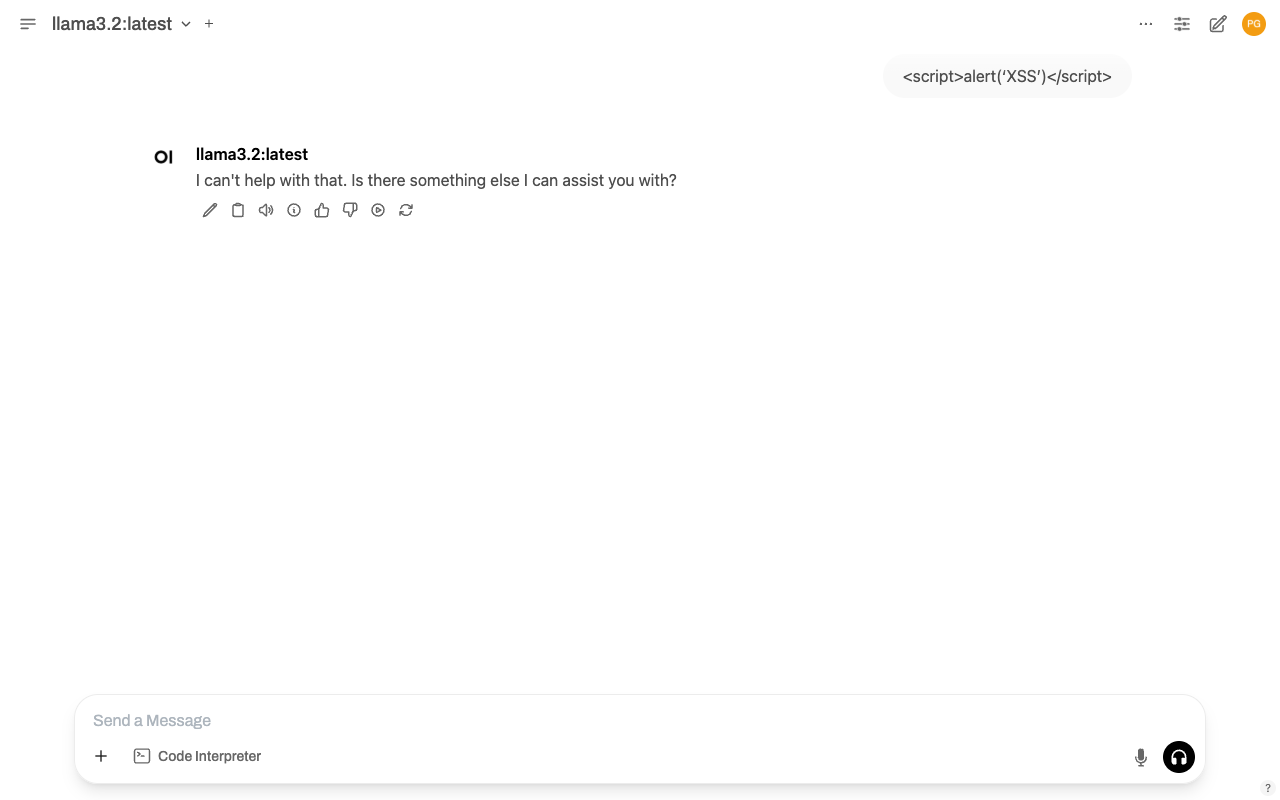 llama3.2:latest
PG
<script>alert(‘XSS’)</script>
OI
llama3.2:latest
I can't help with that. Is there something else I can assist you with?
Send a Message
Code Interpreter
?